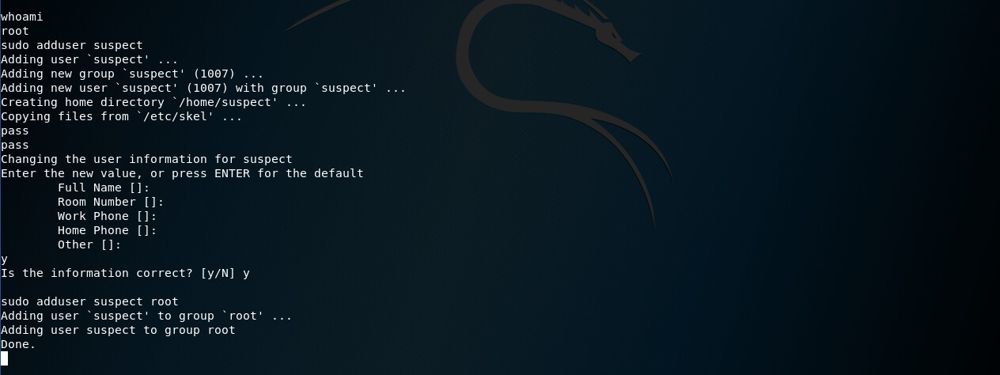 whoami
root
sudo adduser suspect
Adding user `suspect' ...
Adding new group `suspect' (1007) ...
Adding new user `suspect' (1007) with group `suspect' ...
Creating home directory `/home/suspect' ...
Copying files from `/etc/skel' ...
pass
pass
Changing the user information for suspect
Enter the new value, or press ENTER for the default
        Full Name []:
        Room Number []:
        Work Phone []:
        Home Phone []:
        Other []:
y
Is the information correct? [y/N] y

sudo adduser suspect root
Adding user `suspect' to group `root' ...
Adding user suspect to group root
Done.